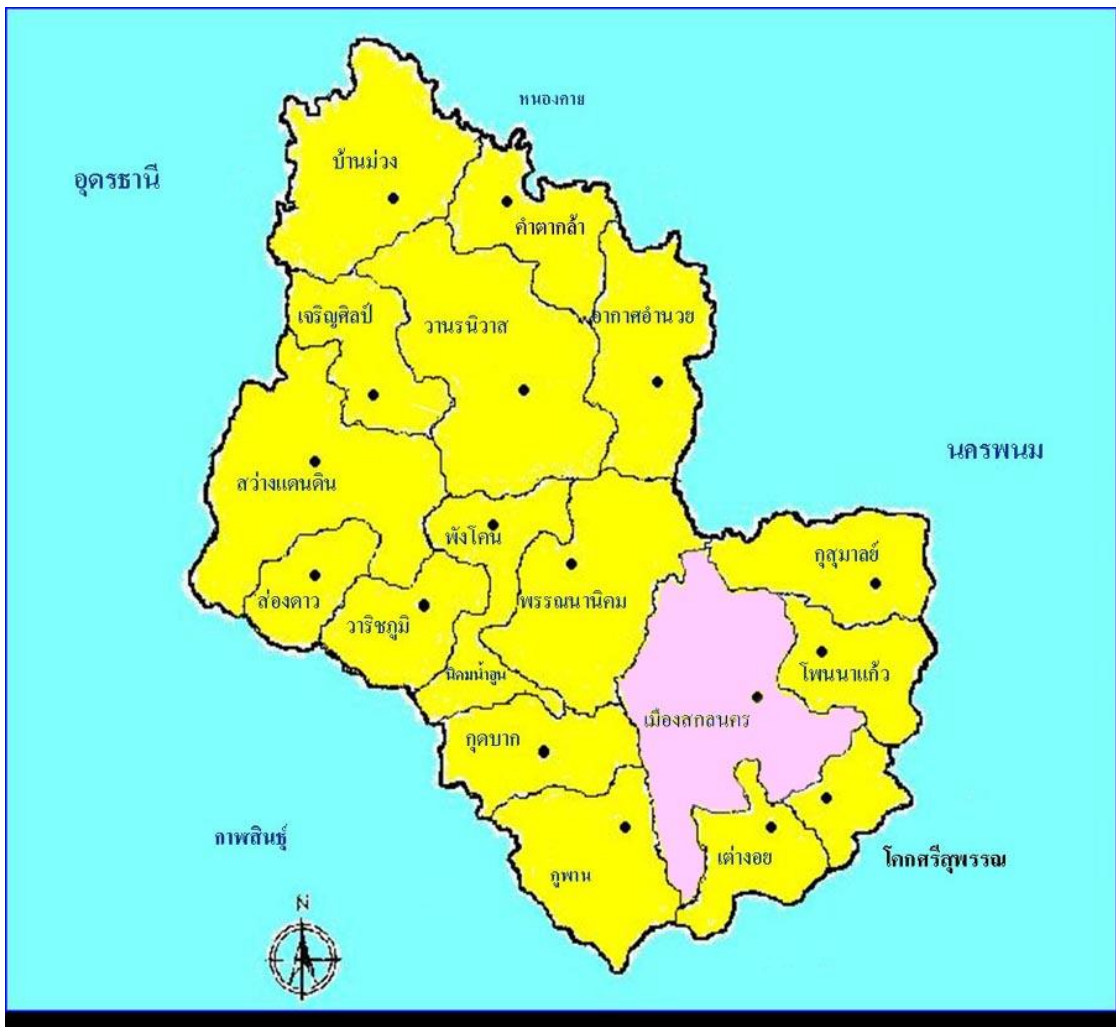 หนองคาย
บ้านม่วง
อุดรธานี
คำตากล้า
เจริญศิลป์
วานรนิวาส
อากาศอำนวย
นครพนม
สว่างแดนดิน
พังโคน
กุสุมาลย์
ส่องดาว
วาริชภูมิ
พรรณนานิคม
โพนนาแก้ว
นิคมน้ำอูน
เมืองสกลนคร
กุดบาก
กาฬสินธุ์
เต่างอย
โคกศรีสุพรรณ
ภูพาน
N